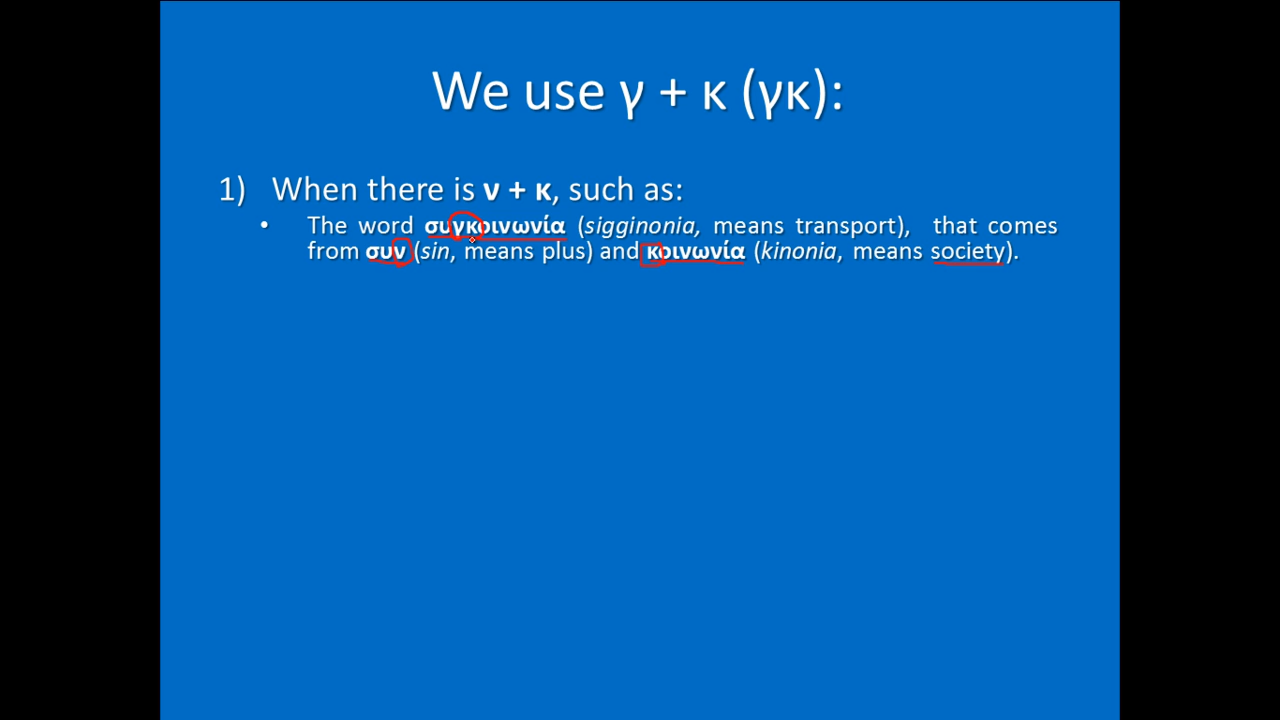 We use γ + κ (γκ):
1) When there is ν + κ, such as:
• The word συγκοινωνία (sigginonia, means transport), that comes
from συν (sin, means plus) and κοινωνία (kinonia, means society).